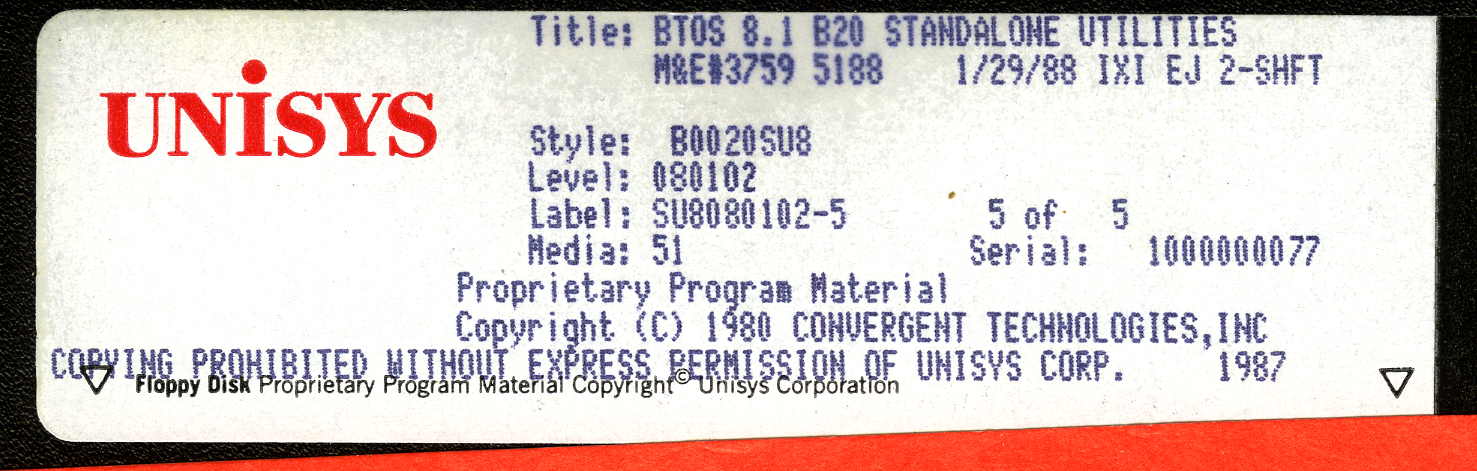 UNiSYS
Title: BTOS 8.1 B20 STANDALONE UTILITIES
M&E#3759 5188 1/29/88 IXI EJ 2-SHFT
Style: B0020SU8
Level: 080102
Label: SU8080102-5 5 of 5
Media: 51 Serial: 1000000077
Proprietary Program Material
Copyright (C) 1980 CONVERGENT TECHNOLOGIES,INC
COPYING PROHIBITED WITHOUT EXPRESS PERMISSION OF UNISYS CORP. 1987
Floppy Disk Proprietary Program Material Copyright© Unisys Corporation